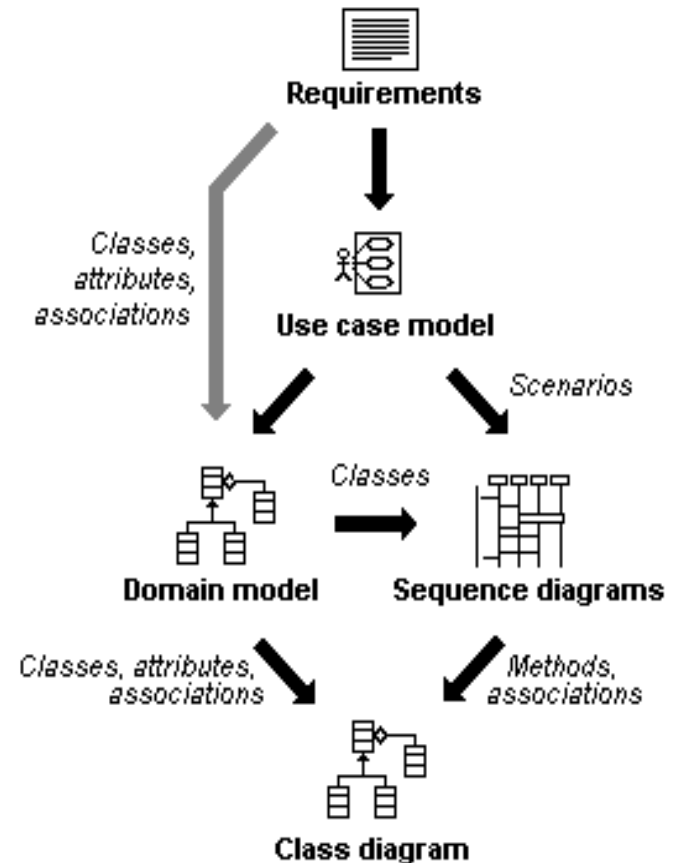 Requirements
Classes,
attributes,
associations
Use case model
Scenarios
Classes
Domain model
Sequence diagrams
Classes, attributes,
associations
Methods,
associations
Class diagram